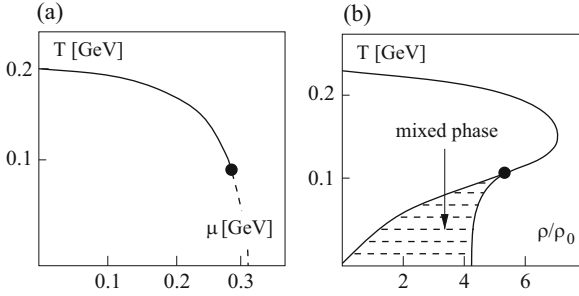 (a)
T [GeV]
0.2
0.1
μ [GeV]
0.1 0.2 0.3
(b)
T [GeV]
0.2
mixed phase
0.1
ρ/ρ0
2 4 6